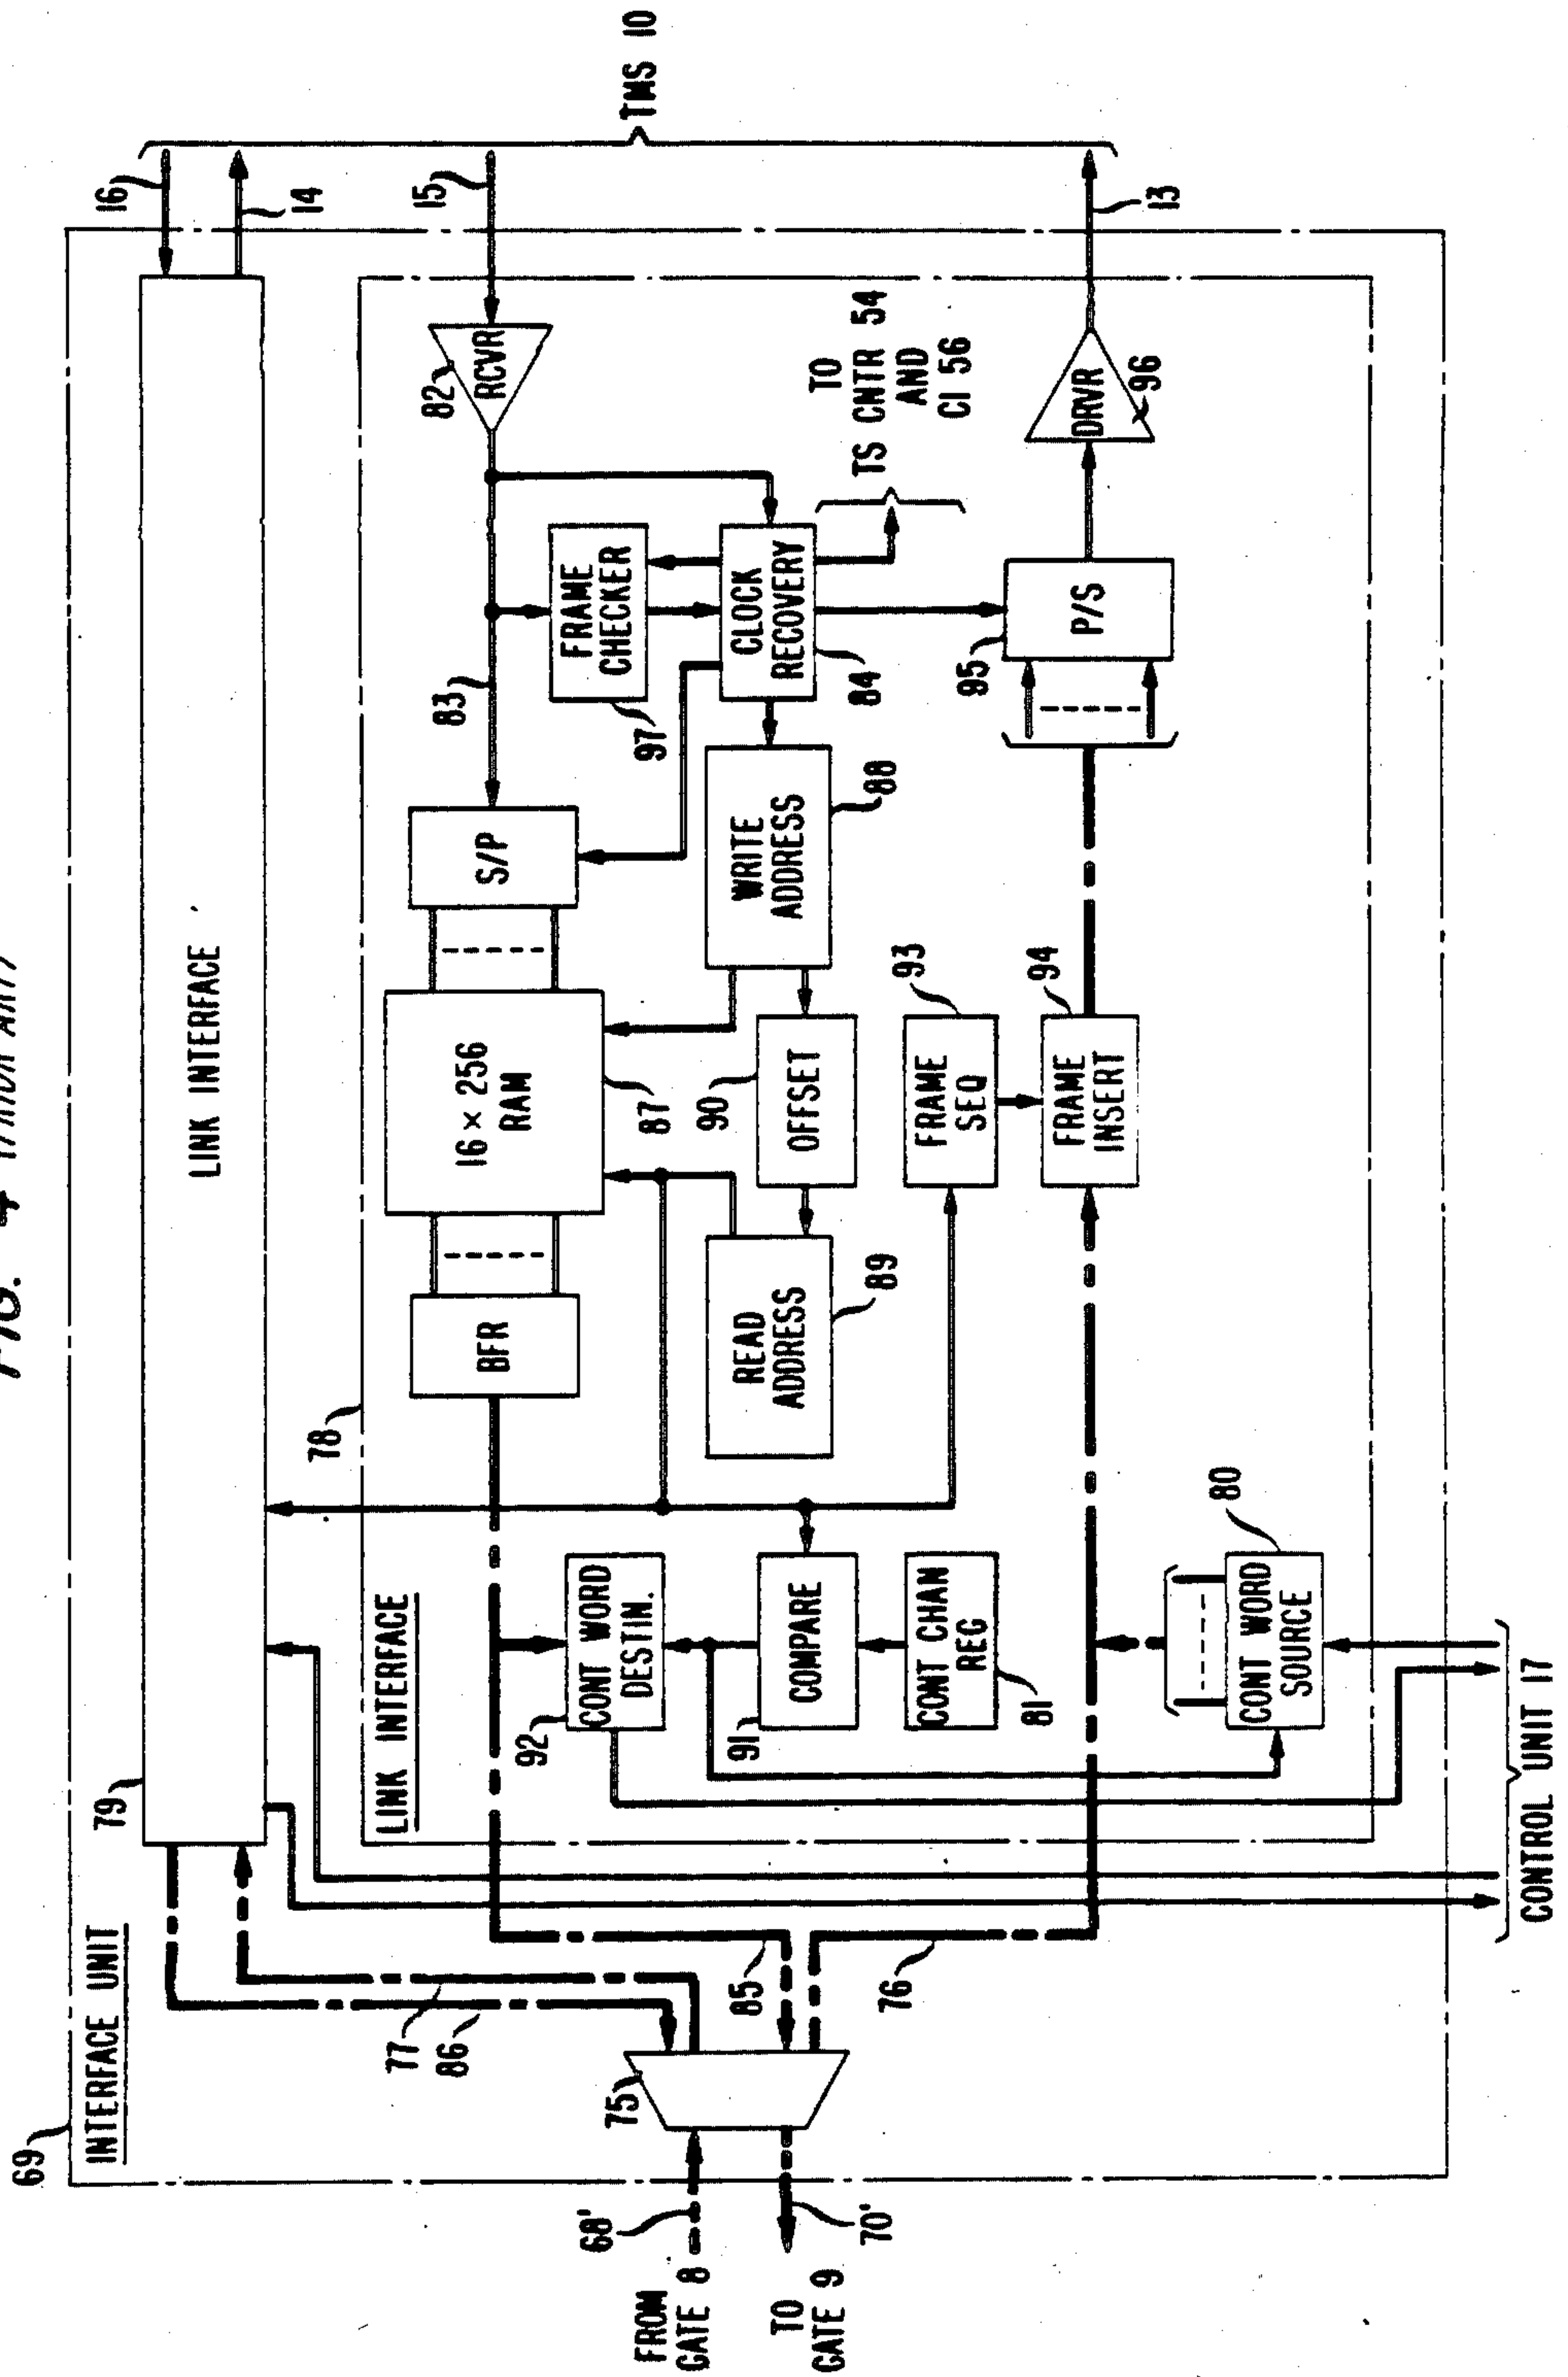 FIG. 4 (PRIOR ART)
69
INTERFACE UNIT
79
LINK INTERFACE
16
14
TMS 10
15
13
77
86
78
LINK INTERFACE
BFR
16 × 256
RAM
87
S/P
83
82
RCVR
FRAME
CHECKER
97
CLOCK
RECOVERY
84
TO
TS CNTR 54
AND
CI 56
WRITE
ADDRESS
88
90
OFFSET
READ
ADDRESS
89
92
CONT WORD
DESTIN.
91
COMPARE
CONT CHAN
REG
81
FRAME
SEQ
93
FRAME
INSERT
94
95
P/S
DRVR
96
80
CONT WORD
SOURCE
75
85
76
FROM
GATE 8
68'
TO
GATE 9
70'
CONTROL UNIT 17